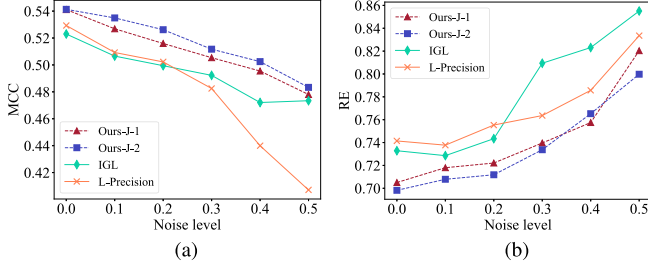 0.54
0.52
0.50
0.48
0.46
0.44
0.42
MCC
Ours-J-1
Ours-J-2
IGL
L-Precision
0.0 0.1 0.2 0.3 0.4 0.5
Noise level
(a)
0.86
0.84
0.82
0.80
0.78
0.76
0.74
0.72
0.70
RE
Ours-J-1
Ours-J-2
IGL
L-Precision
0.0 0.1 0.2 0.3 0.4 0.5
Noise level
(b)